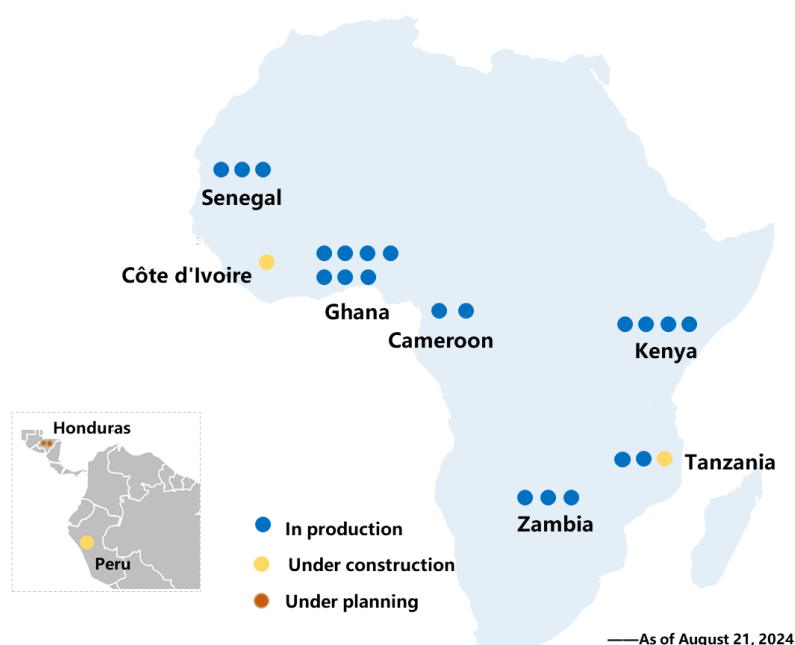 Senegal
Côte d'Ivoire
Ghana
Cameroon
Kenya
Tanzania
Zambia
Honduras
Peru
In production
Under construction
Under planning
——As of August 21, 2024